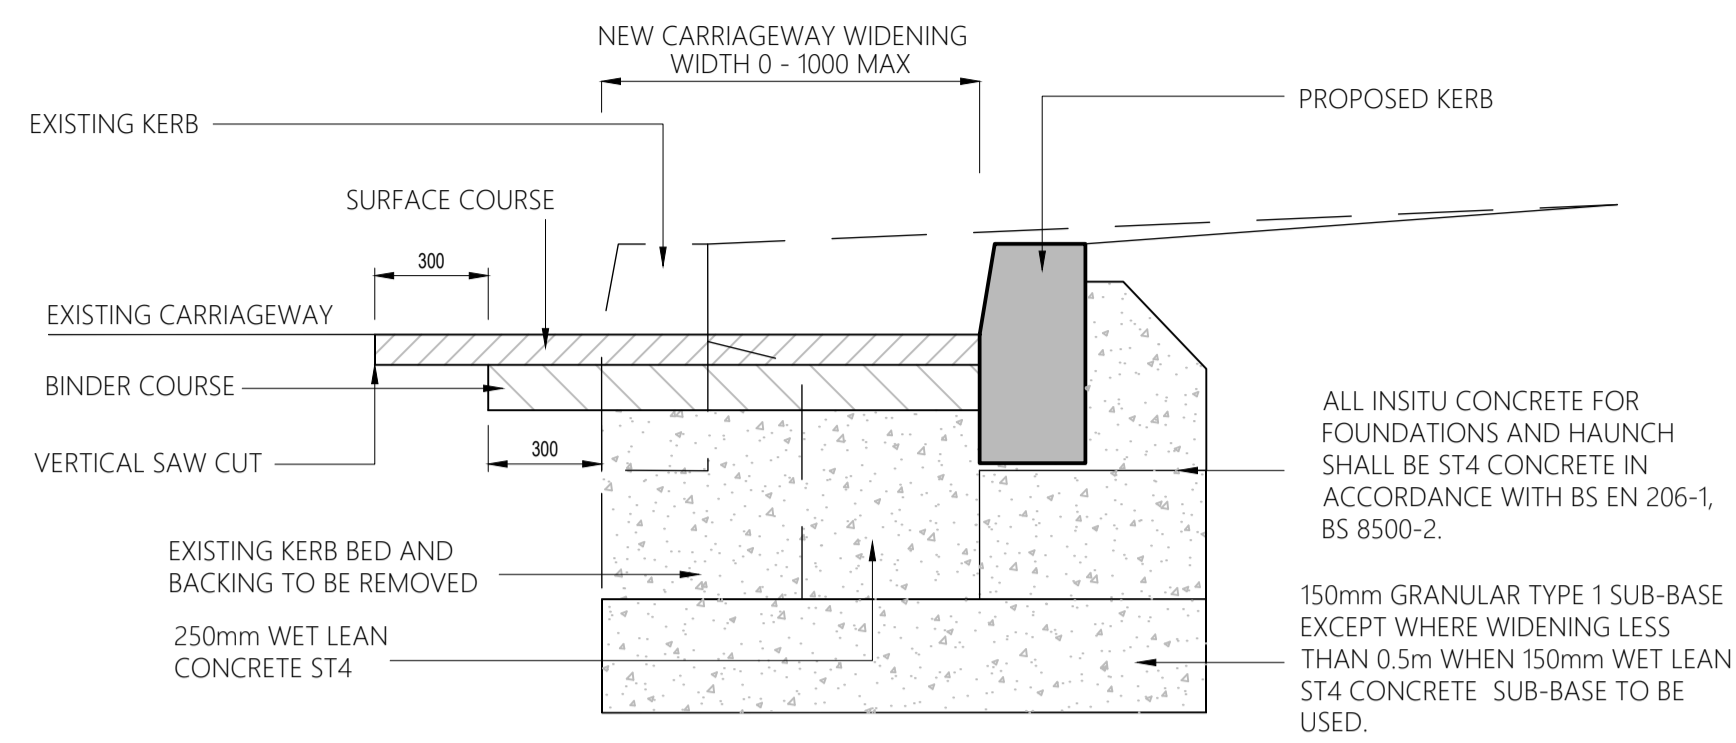 NEW CARRIAGEWAY WIDENING
WIDTH 0 - 1000 MAX
PROPOSED KERB
EXISTING KERB
SURFACE COURSE
300
EXISTING CARRIAGEWAY
BINDER COURSE
300
VERTICAL SAW CUT
ALL INSITU CONCRETE FOR
FOUNDATIONS AND HAUNCH
SHALL BE ST4 CONCRETE IN
ACCORDANCE WITH BS EN 206-1,
BS 8500-2.
EXISTING KERB BED AND
BACKING TO BE REMOVED
250mm WET LEAN
CONCRETE ST4
150mm GRANULAR TYPE 1 SUB-BASE
EXCEPT WHERE WIDENING LESS
THAN 0.5m WHEN 150mm WET LEAN
ST4 CONCRETE  SUB-BASE TO BE
USED.